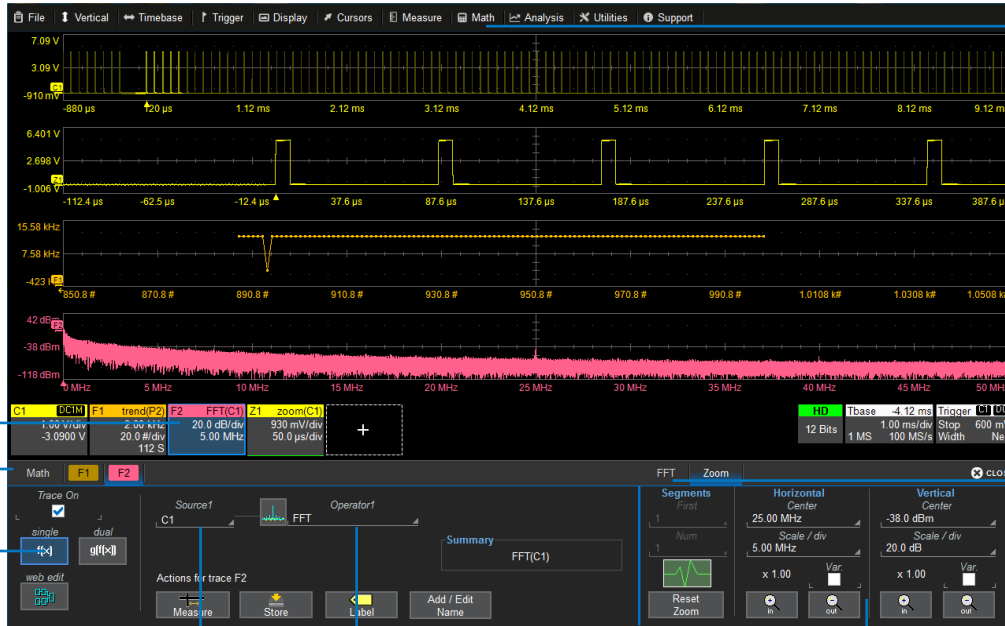 File Vertical Timebase Trigger Display Cursors Measure Math Analysis Utilities Support
7.09 V
3.09 V
C1
-910 mV
-880 µs 120 µs 1.12 ms 2.12 ms 3.12 ms 4.12 ms 5.12 ms 6.12 ms 7.12 ms 8.12 ms 9.12 m
6.401 V
2.698 V
Z1
-1.006 V
-112.4 µs -62.5 µs -12.4 µs 37.6 µs 87.6 µs 137.6 µs 187.6 µs 237.6 µs 287.6 µs 337.6 µs 387.6 µ
15.58 kHz
7.58 kHz
F1
-423
850.8 # 870.8 # 890.8 # 910.8 # 930.8 # 950.8 # 970.8 # 990.8 # 1.0108 k# 1.0308 k# 1.0508 k
42 dBm
F2
-38 dBm
-118 dBm
0 MHz 5 MHz 10 MHz 15 MHz 20 MHz 25 MHz 30 MHz 35 MHz 40 MHz 45 MHz 50 MH
C1 DC1M F1 trend(P2) F2 FFT(C1) Z1 zoom(C1) HD Tbase -4.12 ms Trigger C1 DC
1.00 V/div 2.00 kHz 20.0 dB/div 930 mV/div + 12 Bits 1.00 ms/div Stop 600 m
-3.0900 V 20.0 #/div 5.00 MHz 50.0 µs/div 1 MS 100 MS/s Width Ne
112 S
Math F1 F2 FFT Zoom CLO
Trace On
single dual
f(x) g(f(x))
web edit
Source1 Operator1
C1 FFT
Summary
FFT(C1)
Actions for trace F2
Measure Store Label Add / Edit Name
Segments Horizontal Vertical
First Center Center
1 25.00 MHz -38.0 dBm
Num Scale / div Scale / div
1 5.00 MHz 20.0 dB
x 1.00 Var. x 1.00 Var.
Reset Zoom in out in out